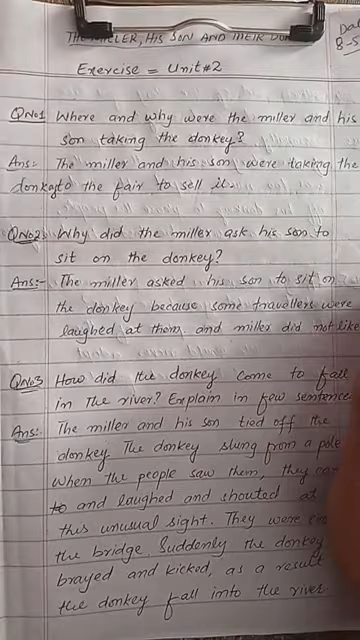 THE MILLER, HIS SON AND THEIR DON
Da
8-5
Exercise = Unit#2
QNo1 Where and why were the miller and his
son taking the donkey?
Ans:- The miller and his son were taking the
donkey to the fair to sell it.
QNo2: Why did the miller ask his son to
sit on the donkey?
Ans:- The miller asked his son to sit on
the donkey because some travellers were
laughed at them and miller did not like
QNo3 How did the donkey come to fall
in the river? Explain in few sentence
Ans:- The miller and his son tied off the
donkey. The donkey slung from a pole
when the people saw them, they
to and laughed and shouted at
this unusual sight. They were
the bridge. Suddenly the donkey
brayed and kicked, as a result
the donkey fall into the river